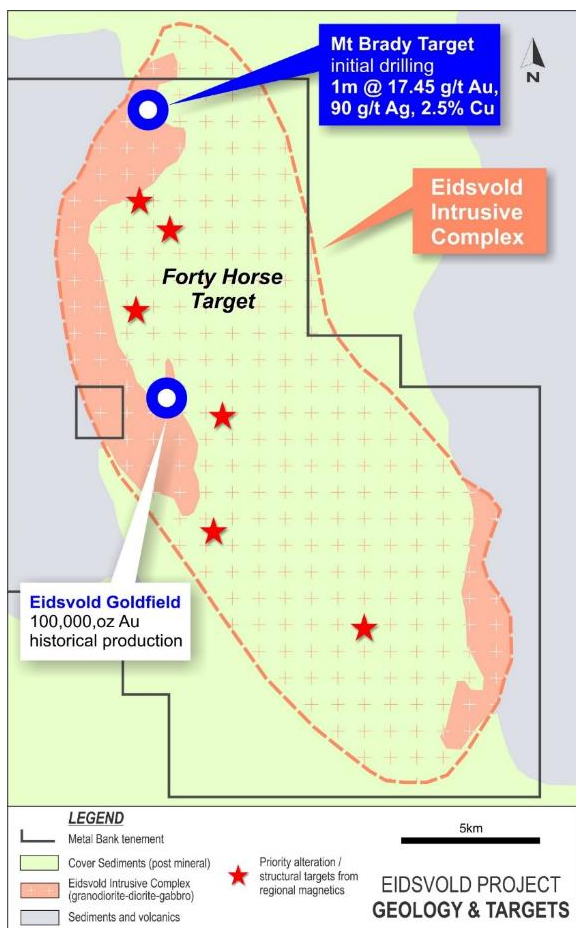 Mt Brady Target
initial drilling
1m @ 17.45 g/t Au,
90 g/t Ag, 2.5% Cu
N
Eidsvold
Intrusive
Complex
Forty Horse
Target
Eidsvold Goldfield
100,000,oz Au
historical production
LEGEND
Metal Bank tenement
Cover Sediments (post mineral)
Eidsvold Intrusive Complex
(granodiorite-diorite-gabbro)
Sediments and volcanics
Priority alteration /
structural targets from
regional magnetics
5km
EIDSVOLD PROJECT
GEOLOGY & TARGETS